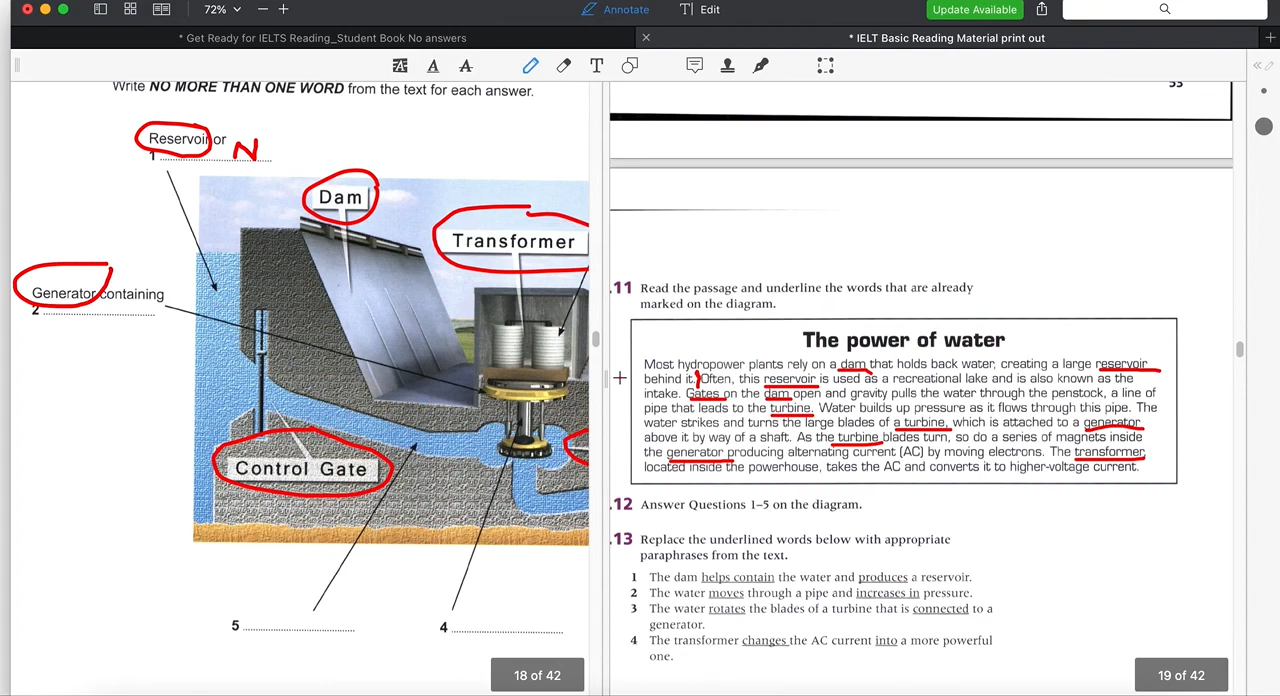 72%
Annotate
Edit
Update Available
* Get Ready for IELTS Reading_Student Book No answers
* IELT Basic Reading Material print out
Write NO MORE THAN ONE WORD from the text for each answer.
Reservoir or
1 N
Dam
Transformer
Generator containing
2
Control Gate
5
4
18 of 42
53
.11 Read the passage and underline the words that are already
marked on the diagram.
The power of water
Most hydropower plants rely on a dam that holds back water, creating a large reservoir
behind it. Often, this reservoir is used as a recreational lake and is also known as the
intake. Gates on the dam open and gravity pulls the water through the penstock, a line of
pipe that leads to the turbine. Water builds up pressure as it flows through this pipe. The
water strikes and turns the large blades of a turbine, which is attached to a generator
above it by way of a shaft. As the turbine blades turn, so do a series of magnets inside
the generator producing alternating current (AC) by moving electrons. The transformer,
located inside the powerhouse, takes the AC and converts it to higher-voltage current.
.12 Answer Questions 1–5 on the diagram.
.13 Replace the underlined words below with appropriate
paraphrases from the text.
1 The dam helps contain the water and produces a reservoir.
2 The water moves through a pipe and increases in pressure.
3 The water rotates the blades of a turbine that is connected to a
generator.
4 The transformer changes the AC current into a more powerful
one.
19 of 42